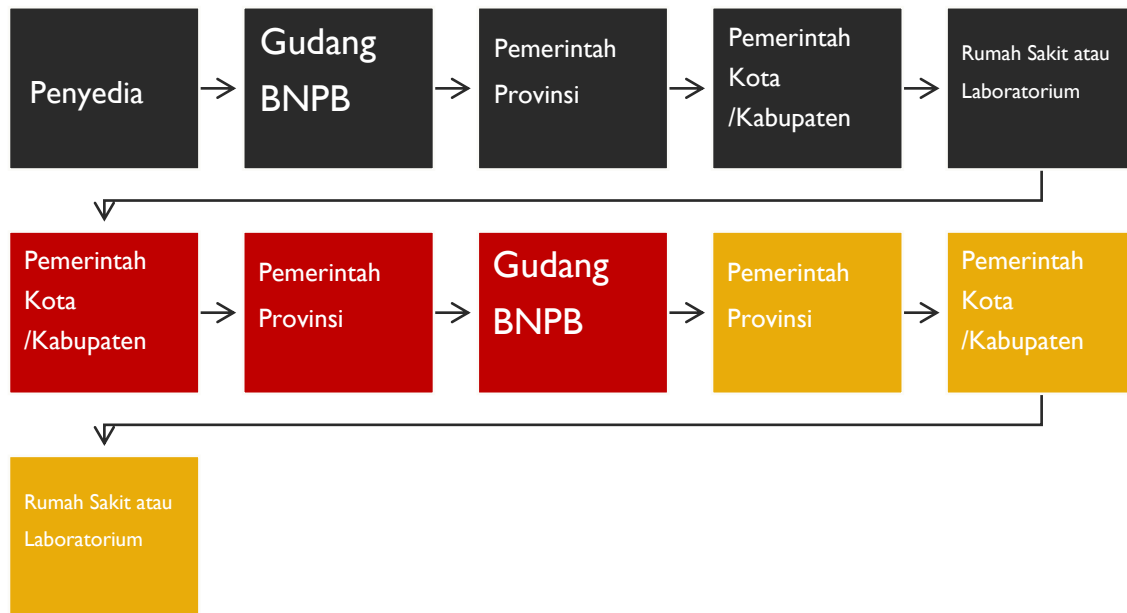 Penyedia
Gudang
BNPB
Pemerintah
Provinsi
Pemerintah
Kota
/Kabupaten
Rumah Sakit atau
Laboratorium
Pemerintah
Kota
/Kabupaten
Pemerintah
Provinsi
Gudang
BNPB
Pemerintah
Provinsi
Pemerintah
Kota
/Kabupaten
Rumah Sakit atau
Laboratorium